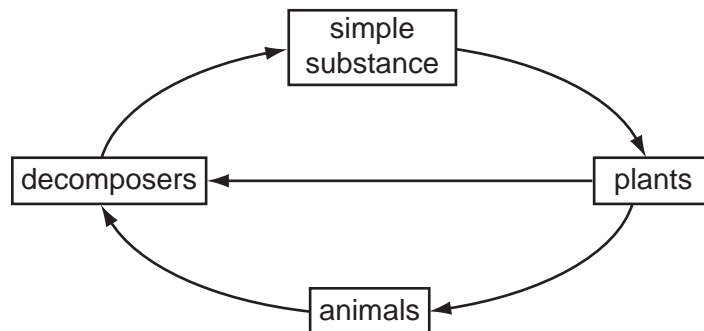 simple
substance
decomposers
plants
animals